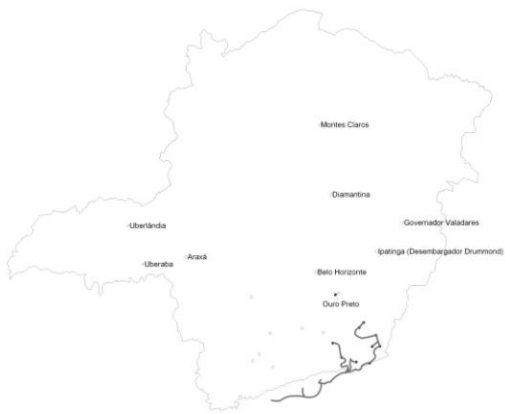 Montes Claros
Diamantina
Uberlândia
Governador Valadares
Araxá
Ipatinga (Desembargador Drummond)
Uberaba
Belo Horizonte
Ouro Preto